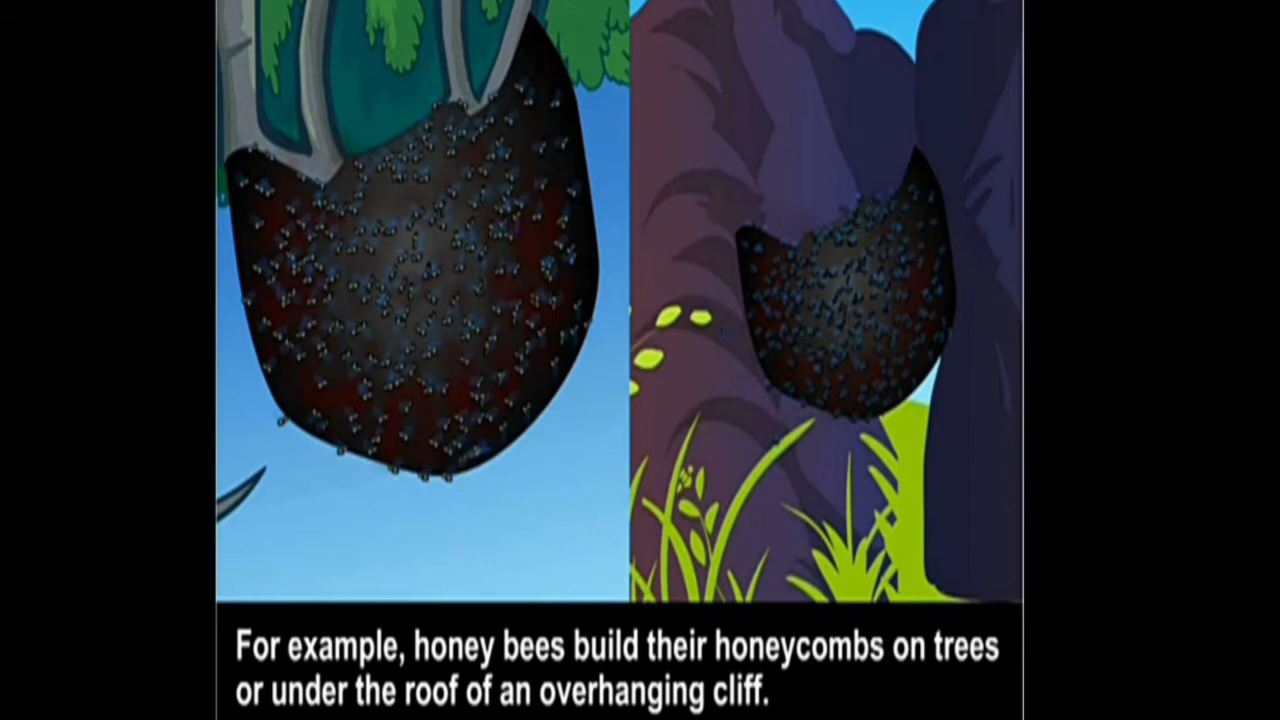 For example, honey bees build their honeycombs on trees
or under the roof of an overhanging cliff.